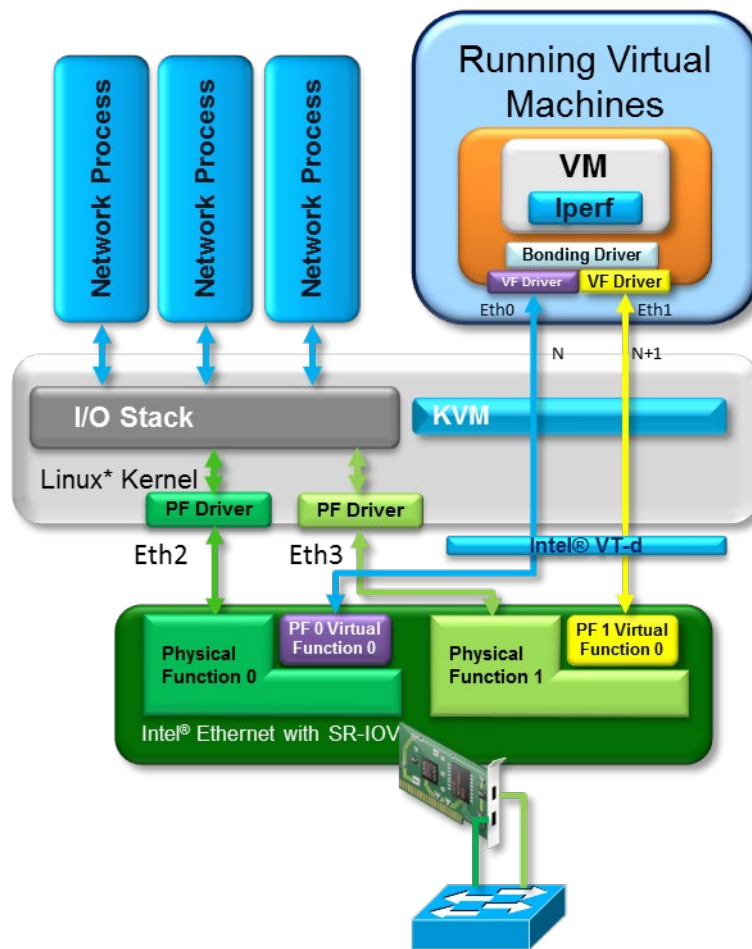 Network Process
Network Process
Network Process
Running Virtual
Machines
VM
Iperf
Bonding Driver
VF Driver
VF Driver
Eth0
Eth1
N
N+1
I/O Stack
KVM
Linux* Kernel
PF Driver
PF Driver
Eth2
Eth3
Intel® VT-d
Physical
Function 0
PF 0 Virtual
Function 0
Physical
Function 1
PF 1 Virtual
Function 0
Intel® Ethernet with SR-IOV